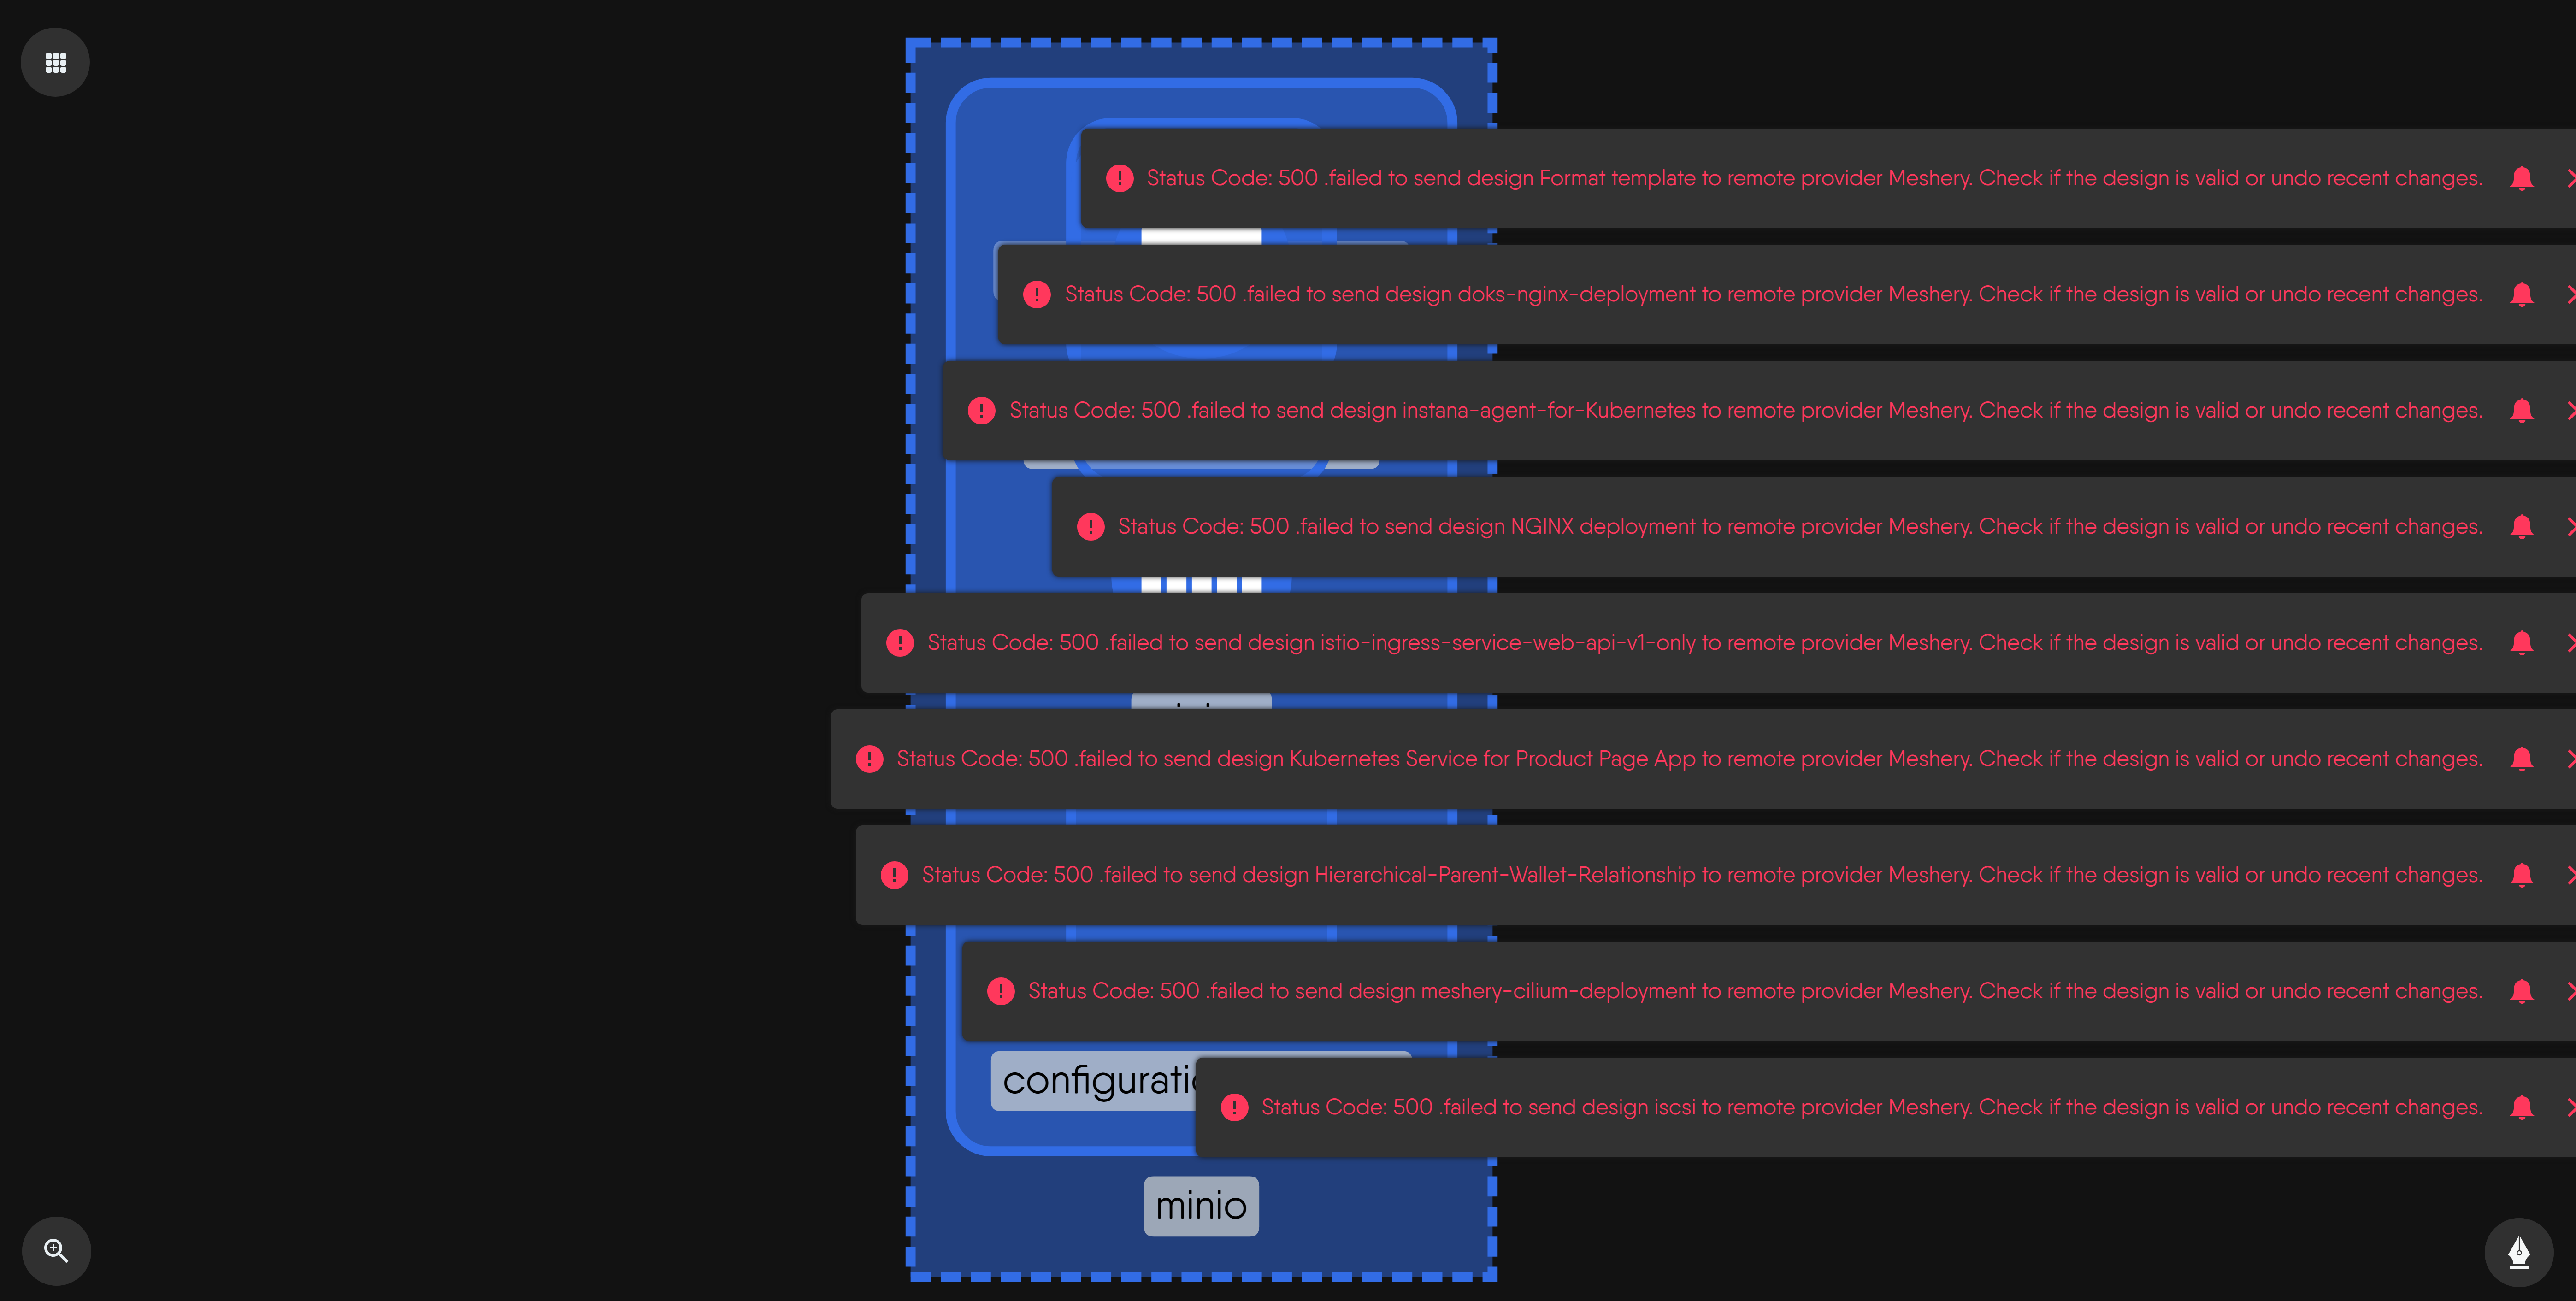 Status Code: 500 .failed to send design Format template to remote provider Meshery. Check if the design is valid or undo recent changes.
Status Code: 500 .failed to send design doks-nginx-deployment to remote provider Meshery. Check if the design is valid or undo recent changes.
Status Code: 500 .failed to send design instana-agent-for-Kubernetes to remote provider Meshery. Check if the design is valid or undo recent changes.
Status Code: 500 .failed to send design NGINX deployment to remote provider Meshery. Check if the design is valid or undo recent changes.
Status Code: 500 .failed to send design istio-ingress-service-web-api-v1-only to remote provider Meshery. Check if the design is valid or undo recent changes.
Status Code: 500 .failed to send design Kubernetes Service for Product Page App to remote provider Meshery. Check if the design is valid or undo recent changes.
Status Code: 500 .failed to send design Hierarchical-Parent-Wallet-Relationship to remote provider Meshery. Check if the design is valid or undo recent changes.
Status Code: 500 .failed to send design meshery-cilium-deployment to remote provider Meshery. Check if the design is valid or undo recent changes.
Status Code: 500 .failed to send design iscsi to remote provider Meshery. Check if the design is valid or undo recent changes.
minio